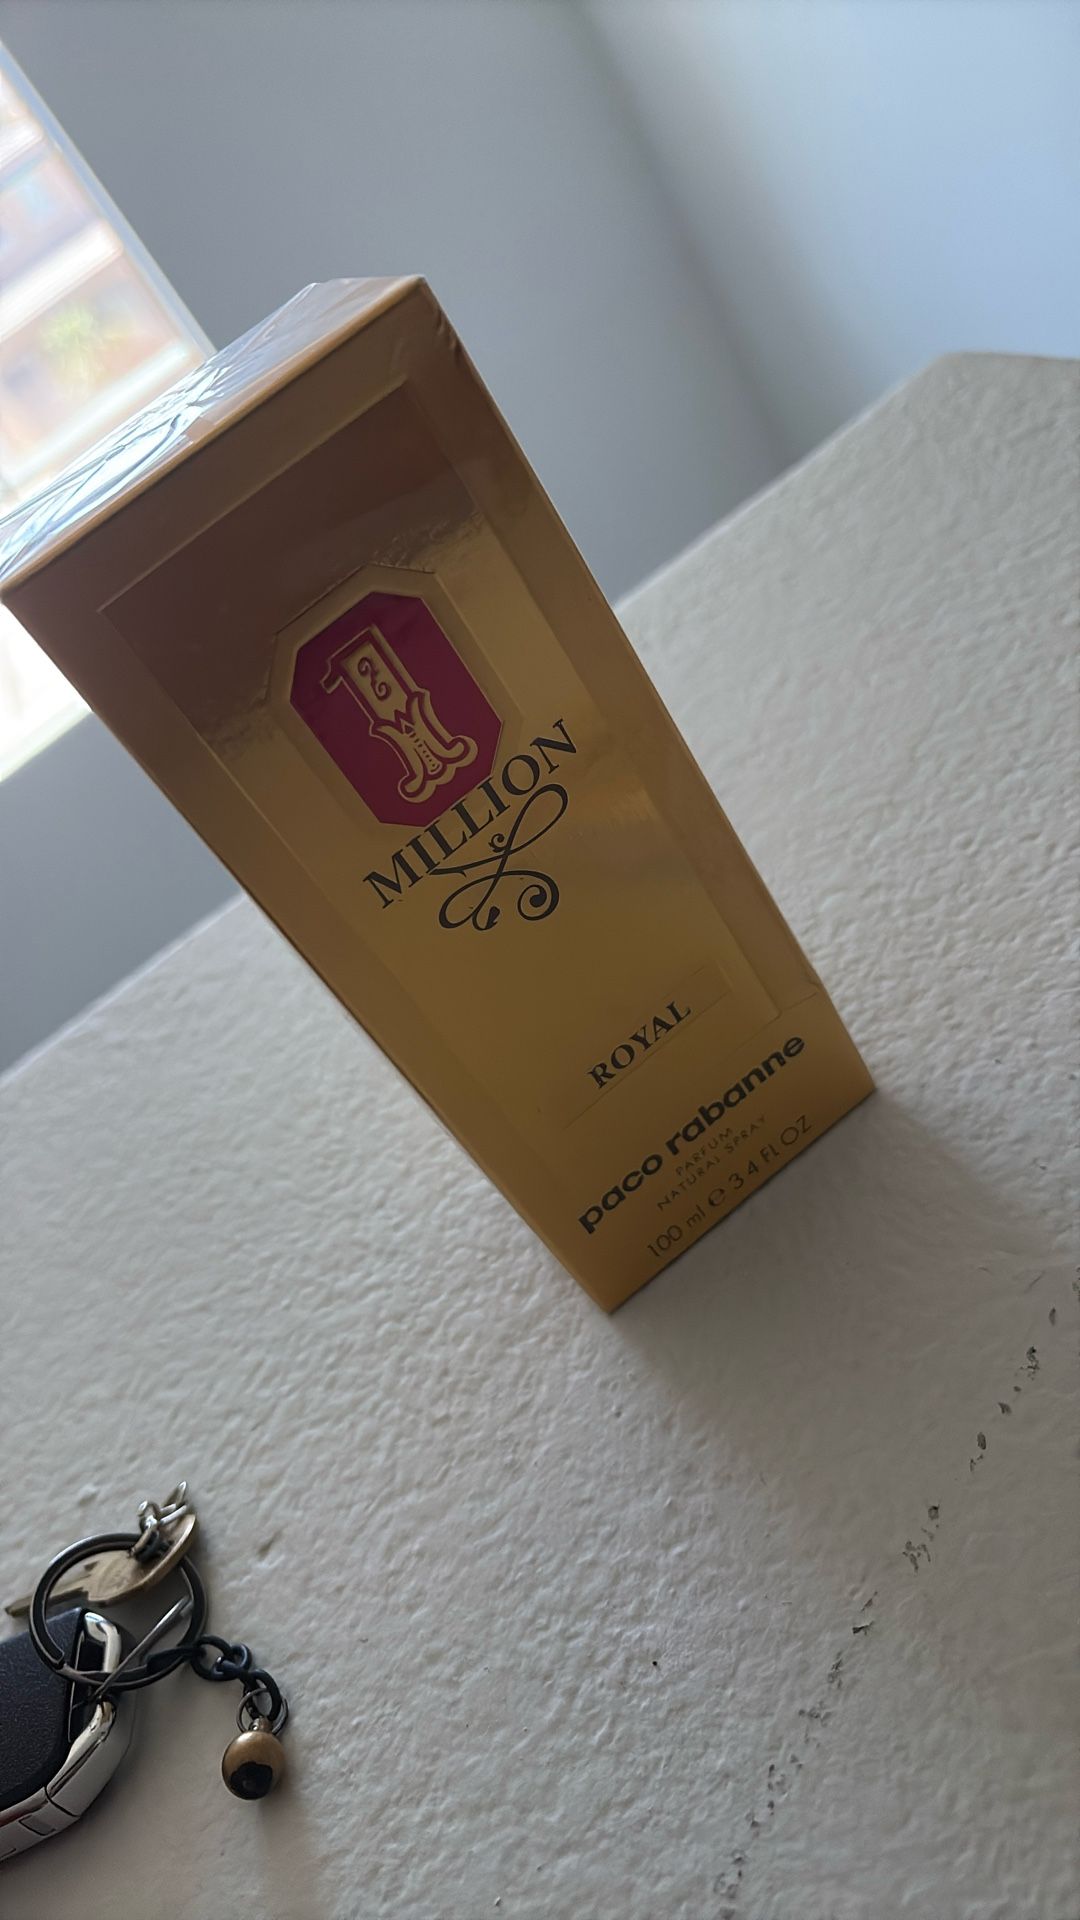 1
MILLION
ROYAL
paco rabanne
PARFUM
NATURAL SPRAY
100 ml e 3.4 FL OZ